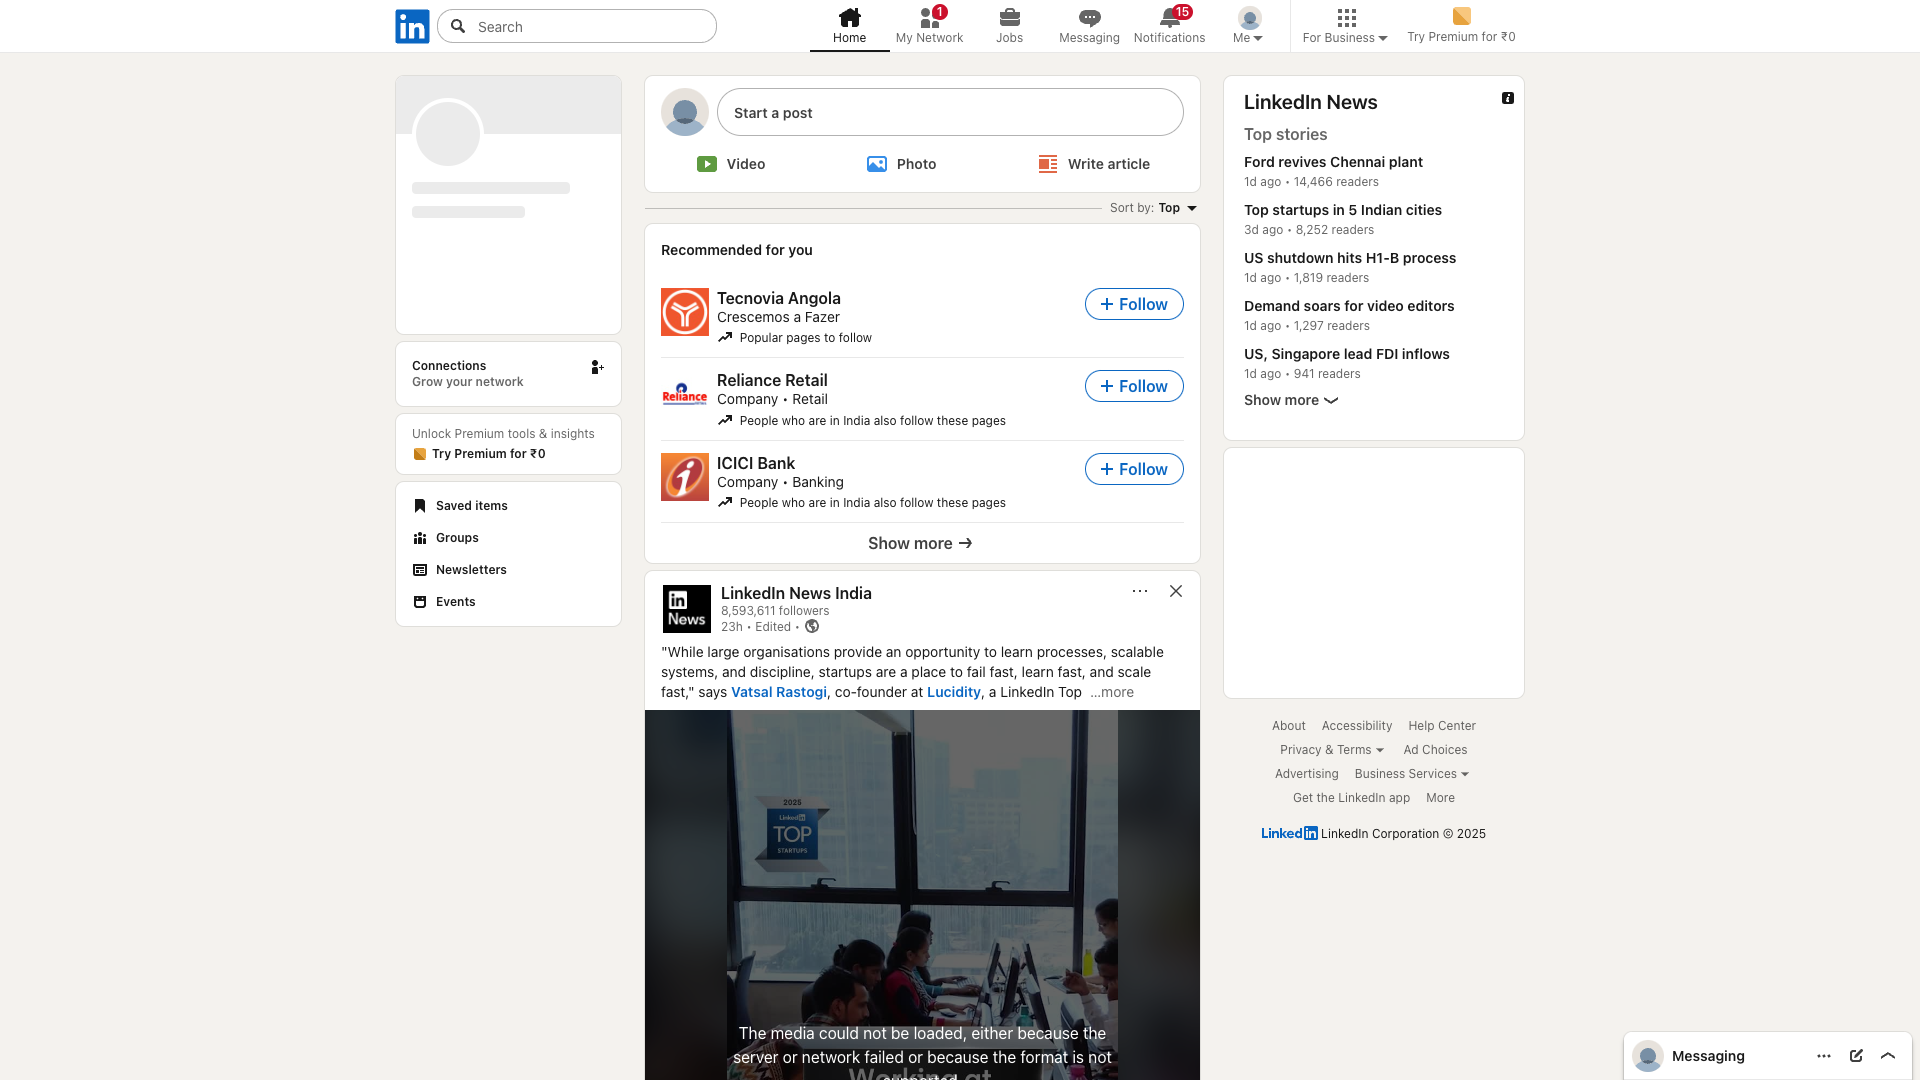 in
Search
Home
1
My Network
Jobs
Messaging
15
Notifications
Me
For Business
Try Premium for ₹0
Connections
Grow your network
Unlock Premium tools & insights
Try Premium for ₹0
Saved items
Groups
Newsletters
Events
Start a post
Video
Photo
Write article
Sort by: Top
Recommended for you
Tecnovia Angola
Crescemos a Fazer
Popular pages to follow
+ Follow
Reliance
Reliance Retail
Company • Retail
People who are in India also follow these pages
+ Follow
ICICI Bank
Company • Banking
People who are in India also follow these pages
+ Follow
Show more →
in
News
LinkedIn News India
8,593,611 followers
23h • Edited •
"While large organisations provide an opportunity to learn processes, scalable
systems, and discipline, startups are a place to fail fast, learn fast, and scale
fast," says Vatsal Rastogi, co-founder at Lucidity, a LinkedIn Top ...more
2025
LinkedIn
TOP
STARTUPS
The media could not be loaded, either because the
server or network failed or because the format is not
supported.
Working at
LinkedIn News
Top stories
Ford revives Chennai plant
1d ago • 14,466 readers
Top startups in 5 Indian cities
3d ago • 8,252 readers
US shutdown hits H1-B process
1d ago • 1,819 readers
Demand soars for video editors
1d ago • 1,297 readers
US, Singapore lead FDI inflows
1d ago • 941 readers
Show more
About Accessibility Help Center
Privacy & Terms Ad Choices
Advertising Business Services
Get the LinkedIn app More
LinkedIn LinkedIn Corporation © 2025
Messaging